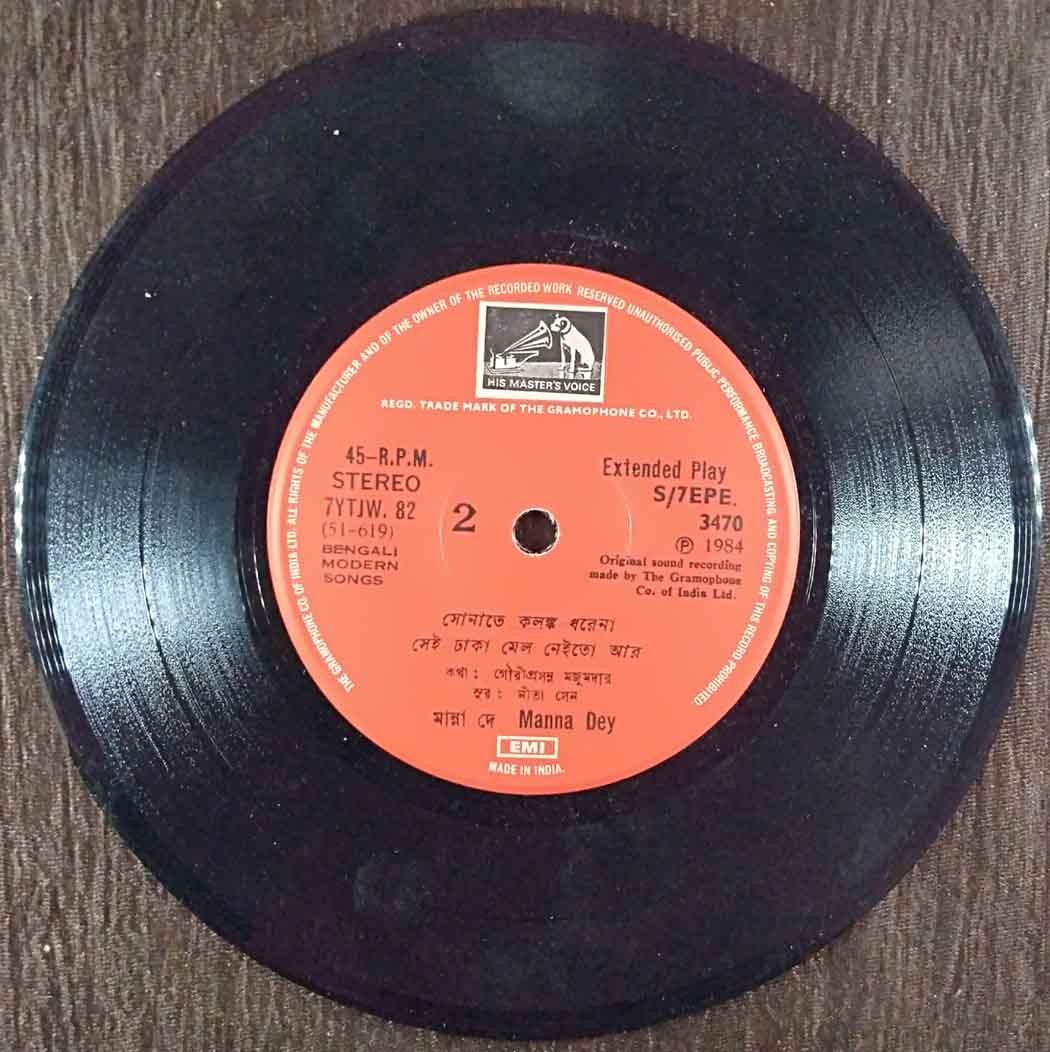 THE GRAMOPHONE CO. OF INDIA LTD. ALL RIGHTS OF THE MANUFACTURER AND OF THE OWNER OF THE RECORDED WORK RESERVED UNAUTHORISED PUBLIC PERFORMANCE BROADCASTING AND COPYING OF THIS RECORD PROHIBITED
HIS MASTER'S VOICE
REGD. TRADE MARK OF THE GRAMOPHONE CO., LTD.
45-R.P.M.
STEREO
7YTJW. 82
(51-619)
BENGALI
MODERN
SONGS
2
Extended Play
S/7EPE.
3470
Ⓟ 1984
Original sound recording
made by The Gramophone
Co. of India Ltd.
সোনাতে কলঙ্ক ধরেনা
সেই ঢাকা মেল নেইতো আর
কথা : গৌরীপ্রসন্ন মজুমদার
সুর : নীতা সেন
মান্না দে Manna Dey
EMI
MADE IN INDIA.